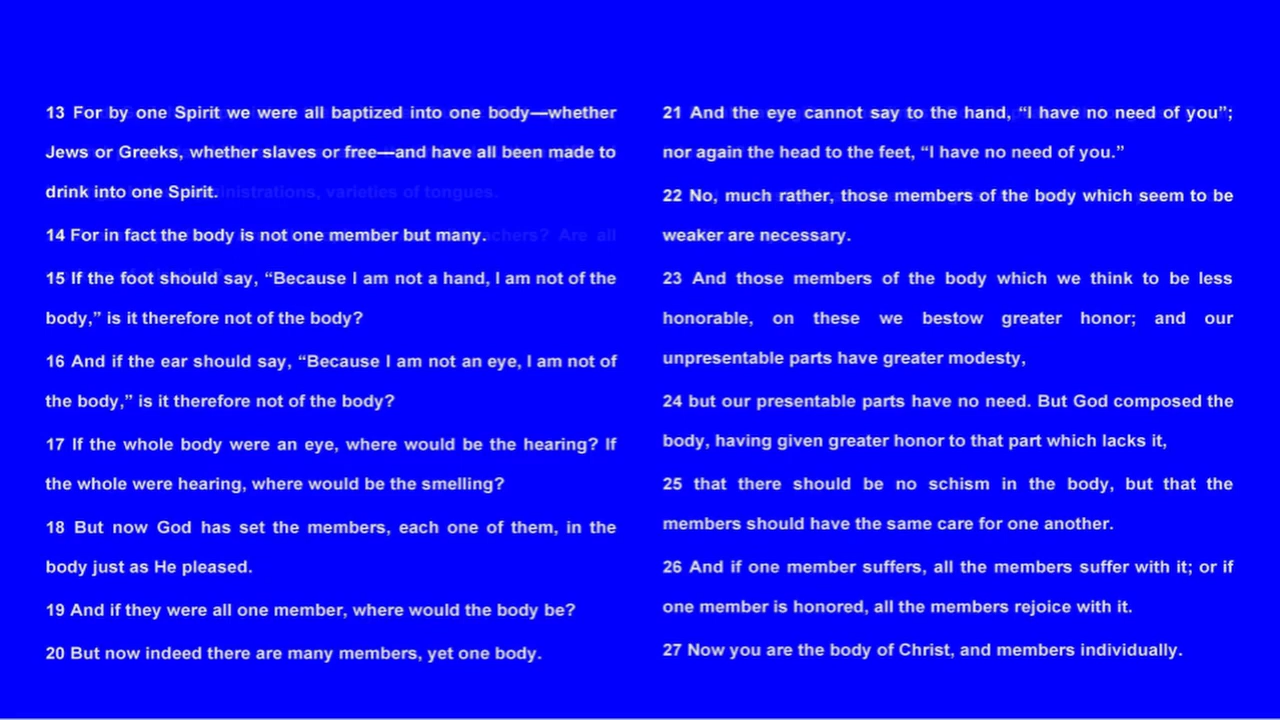 13 For by one Spirit we were all baptized into one body—whether
Jews or Greeks, whether slaves or free—and have all been made to
drink into one Spirit.
14 For in fact the body is not one member but many.
15 If the foot should say, “Because I am not a hand, I am not of the
body,” is it therefore not of the body?
16 And if the ear should say, “Because I am not an eye, I am not of
the body,” is it therefore not of the body?
17 If the whole body were an eye, where would be the hearing? If
the whole were hearing, where would be the smelling?
18 But now God has set the members, each one of them, in the
body just as He pleased.
19 And if they were all one member, where would the body be?
20 But now indeed there are many members, yet one body.
21 And the eye cannot say to the hand, “I have no need of you”;
nor again the head to the feet, “I have no need of you.”
22 No, much rather, those members of the body which seem to be
weaker are necessary.
23 And those members of the body which we think to be less
honorable, on these we bestow greater honor; and our
unpresentable parts have greater modesty,
24 but our presentable parts have no need. But God composed the
body, having given greater honor to that part which lacks it,
25 that there should be no schism in the body, but that the
members should have the same care for one another.
26 And if one member suffers, all the members suffer with it; or if
one member is honored, all the members rejoice with it.
27 Now you are the body of Christ, and members individually.